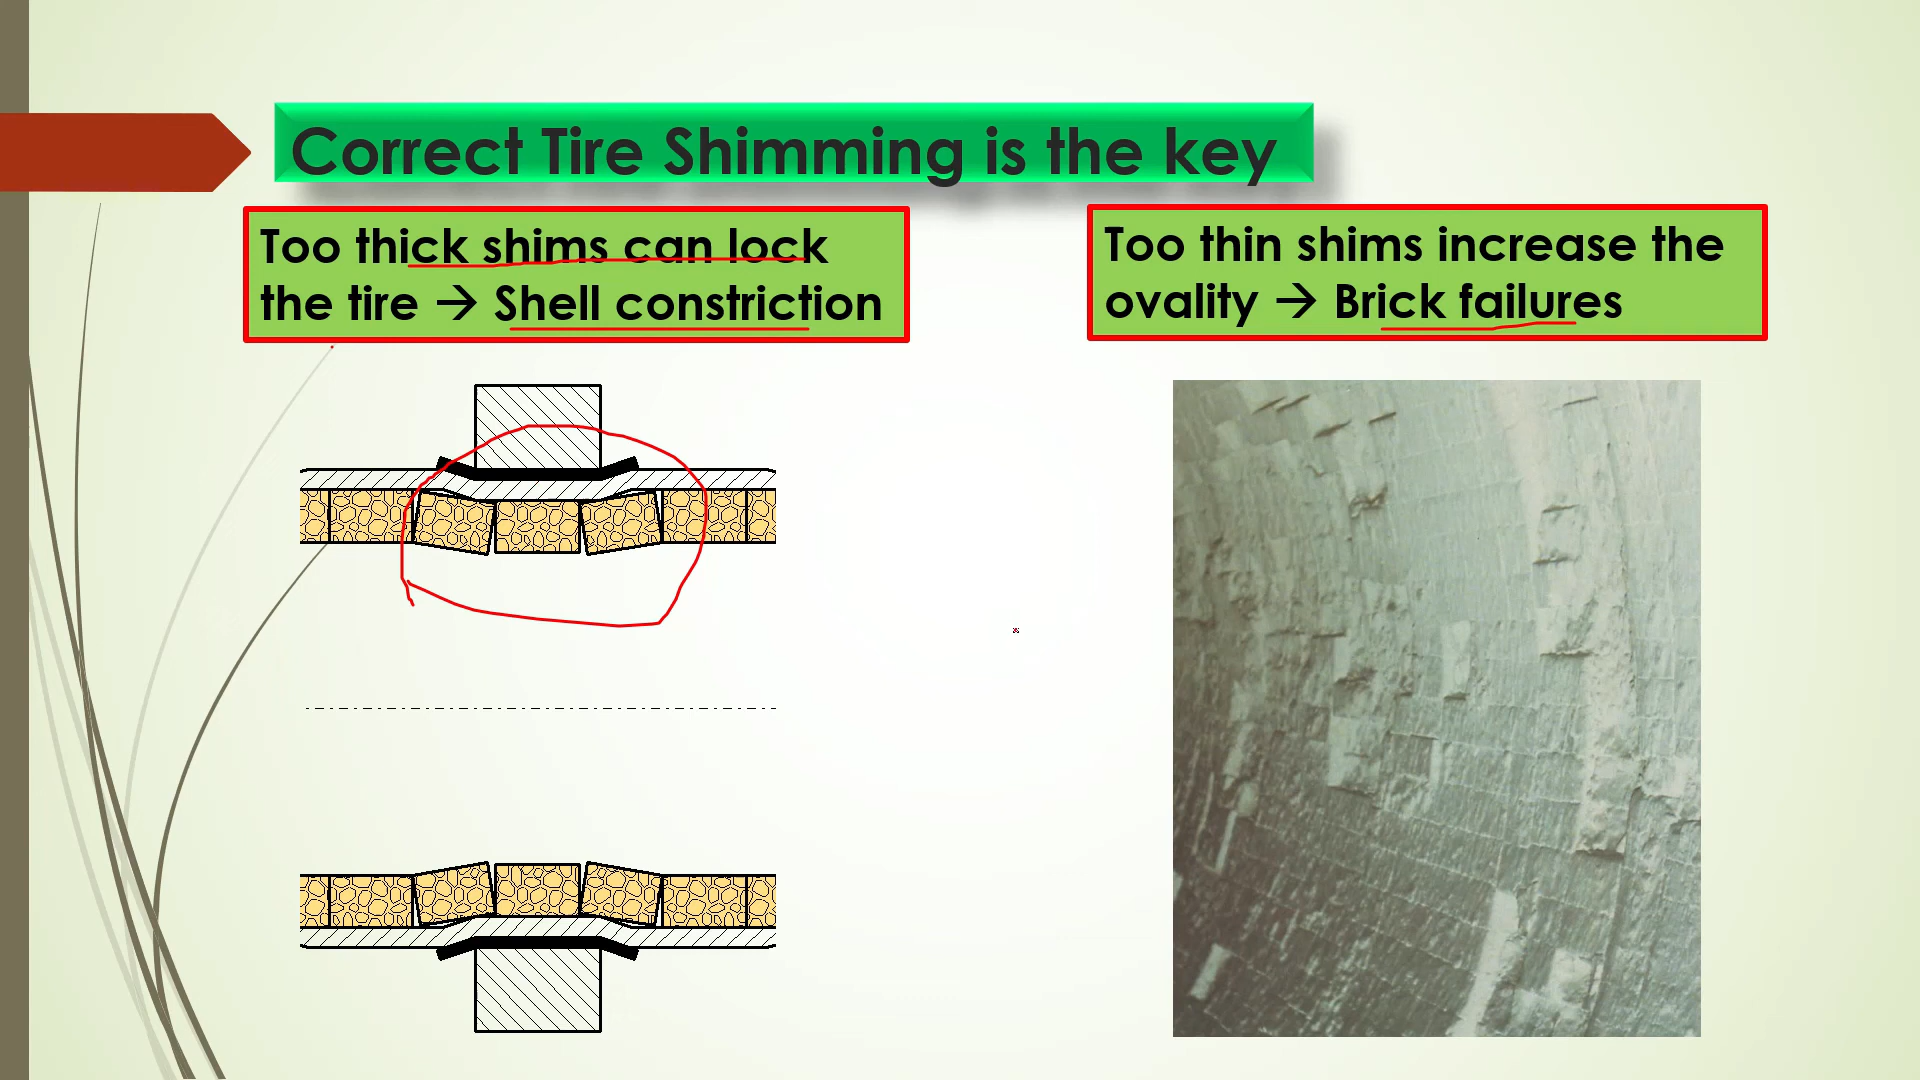 Correct Tire Shimming is the key
Too thick shims can lock
the tire → Shell constriction
Too thin shims increase the
ovality → Brick failures